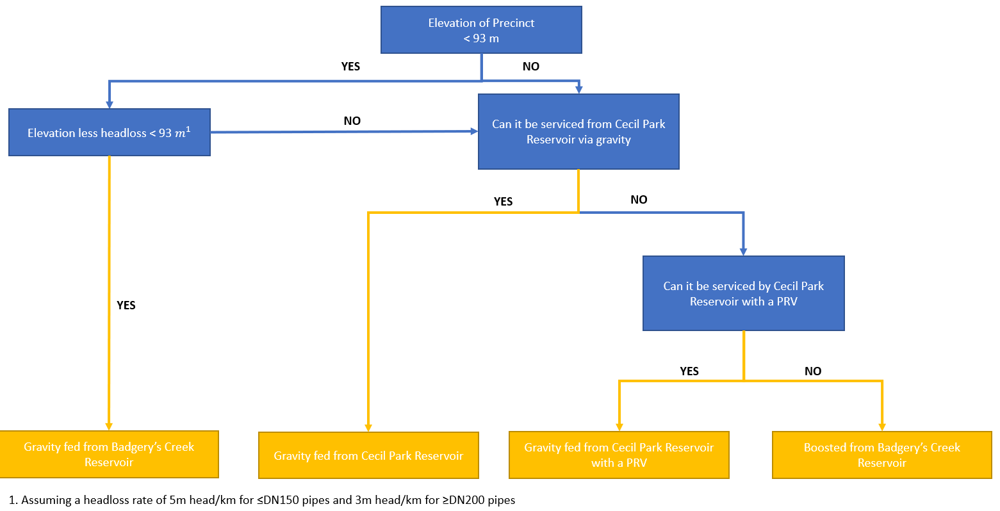 Elevation of Precinct
< 93 m
YES
NO
Elevation less headloss < 93 m¹
NO
Can it be serviced from Cecil Park
Reservoir via gravity
YES
NO
Can it be serviced by Cecil Park
Reservoir with a PRV
YES
YES
NO
Gravity fed from Badgery’s Creek
Reservoir
Gravity fed from Cecil Park Reservoir
Gravity fed from Cecil Park Reservoir
with a PRV
Boosted from Badgery’s Creek
Reservoir
1. Assuming a headloss rate of 5m head/km for ≤DN150 pipes and 3m head/km for ≥DN200 pipes